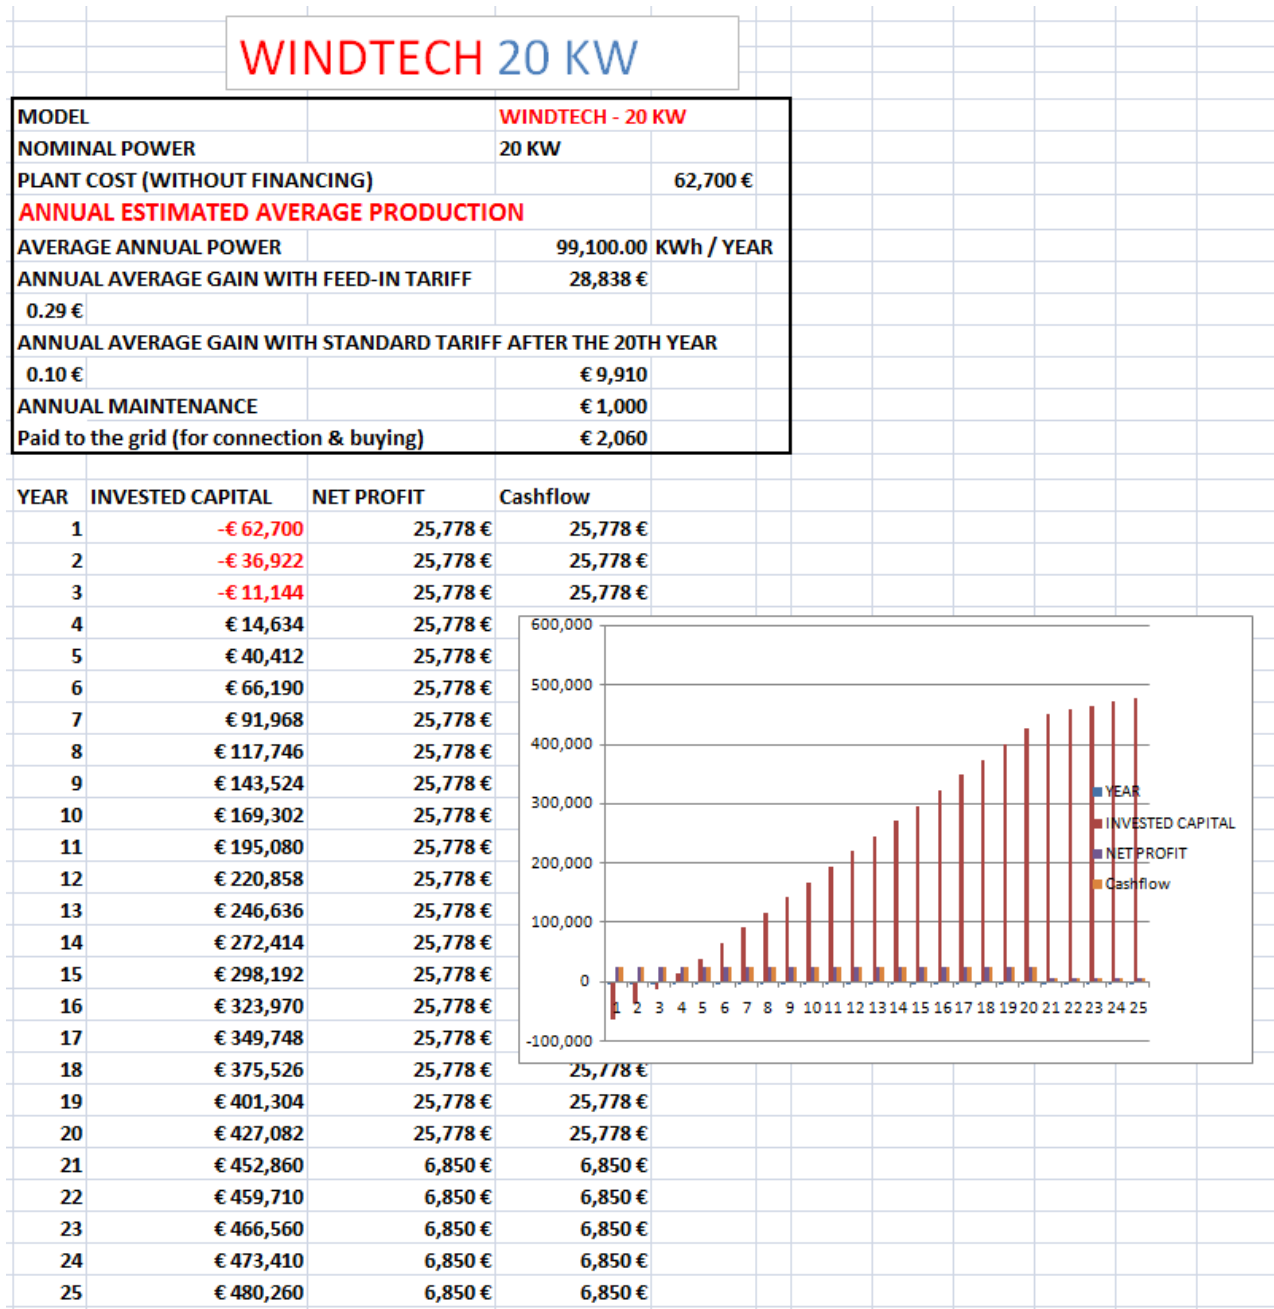 WINDTECH 20 KW
MODEL WINDTECH - 20 KW
NOMINAL POWER 20 KW
PLANT COST (WITHOUT FINANCING) 62,700 €
ANNUAL ESTIMATED AVERAGE PRODUCTION
AVERAGE ANNUAL POWER 99,100.00 KWh / YEAR
ANNUAL AVERAGE GAIN WITH FEED-IN TARIFF 28,838 €
0.29 €
ANNUAL AVERAGE GAIN WITH STANDARD TARIFF AFTER THE 20TH YEAR
0.10 € € 9,910
ANNUAL MAINTENANCE € 1,000
Paid to the grid (for connection & buying) € 2,060
YEAR INVESTED CAPITAL NET PROFIT Cashflow
1 -€ 62,700 25,778 € 25,778 €
2 -€ 36,922 25,778 € 25,778 €
3 -€ 11,144 25,778 € 25,778 €
4 € 14,634 25,778 €
5 € 40,412 25,778 €
6 € 66,190 25,778 €
7 € 91,968 25,778 €
8 € 117,746 25,778 €
9 € 143,524 25,778 €
10 € 169,302 25,778 €
11 € 195,080 25,778 €
12 € 220,858 25,778 €
13 € 246,636 25,778 €
14 € 272,414 25,778 €
15 € 298,192 25,778 €
16 € 323,970 25,778 €
17 € 349,748 25,778 €
18 € 375,526 25,778 € 25,778 €
19 € 401,304 25,778 € 25,778 €
20 € 427,082 25,778 € 25,778 €
21 € 452,860 6,850 € 6,850 €
22 € 459,710 6,850 € 6,850 €
23 € 466,560 6,850 € 6,850 €
24 € 473,410 6,850 € 6,850 €
25 € 480,260 6,850 € 6,850 €
600,000
500,000
400,000
300,000
200,000
100,000
0
-100,000
1 2 3 4 5 6 7 8 9 10 11 12 13 14 15 16 17 18 19 20 21 22 23 24 25
YEAR
INVESTED CAPITAL
NET PROFIT
Cashflow